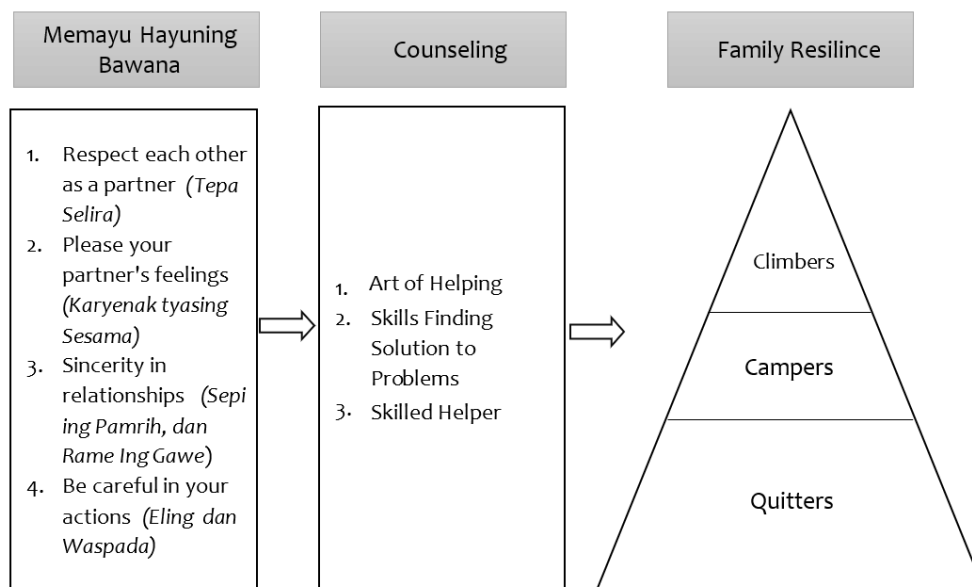 Memayu Hayuning
Bawana
Counseling
Family Resilince
1. Respect each other
as a partner (Tepa
Selira)
2. Please your
partner's feelings
(Karyenak tyasing
Sesama)
3. Sincerity in
relationships (Sepi
ing Pamrih, dan
Rame Ing Gawe)
4. Be careful in your
actions (Eling dan
Waspada)
1. Art of Helping
2. Skills Finding
Solution to
Problems
3. Skilled Helper
Climbers
Campers
Quitters